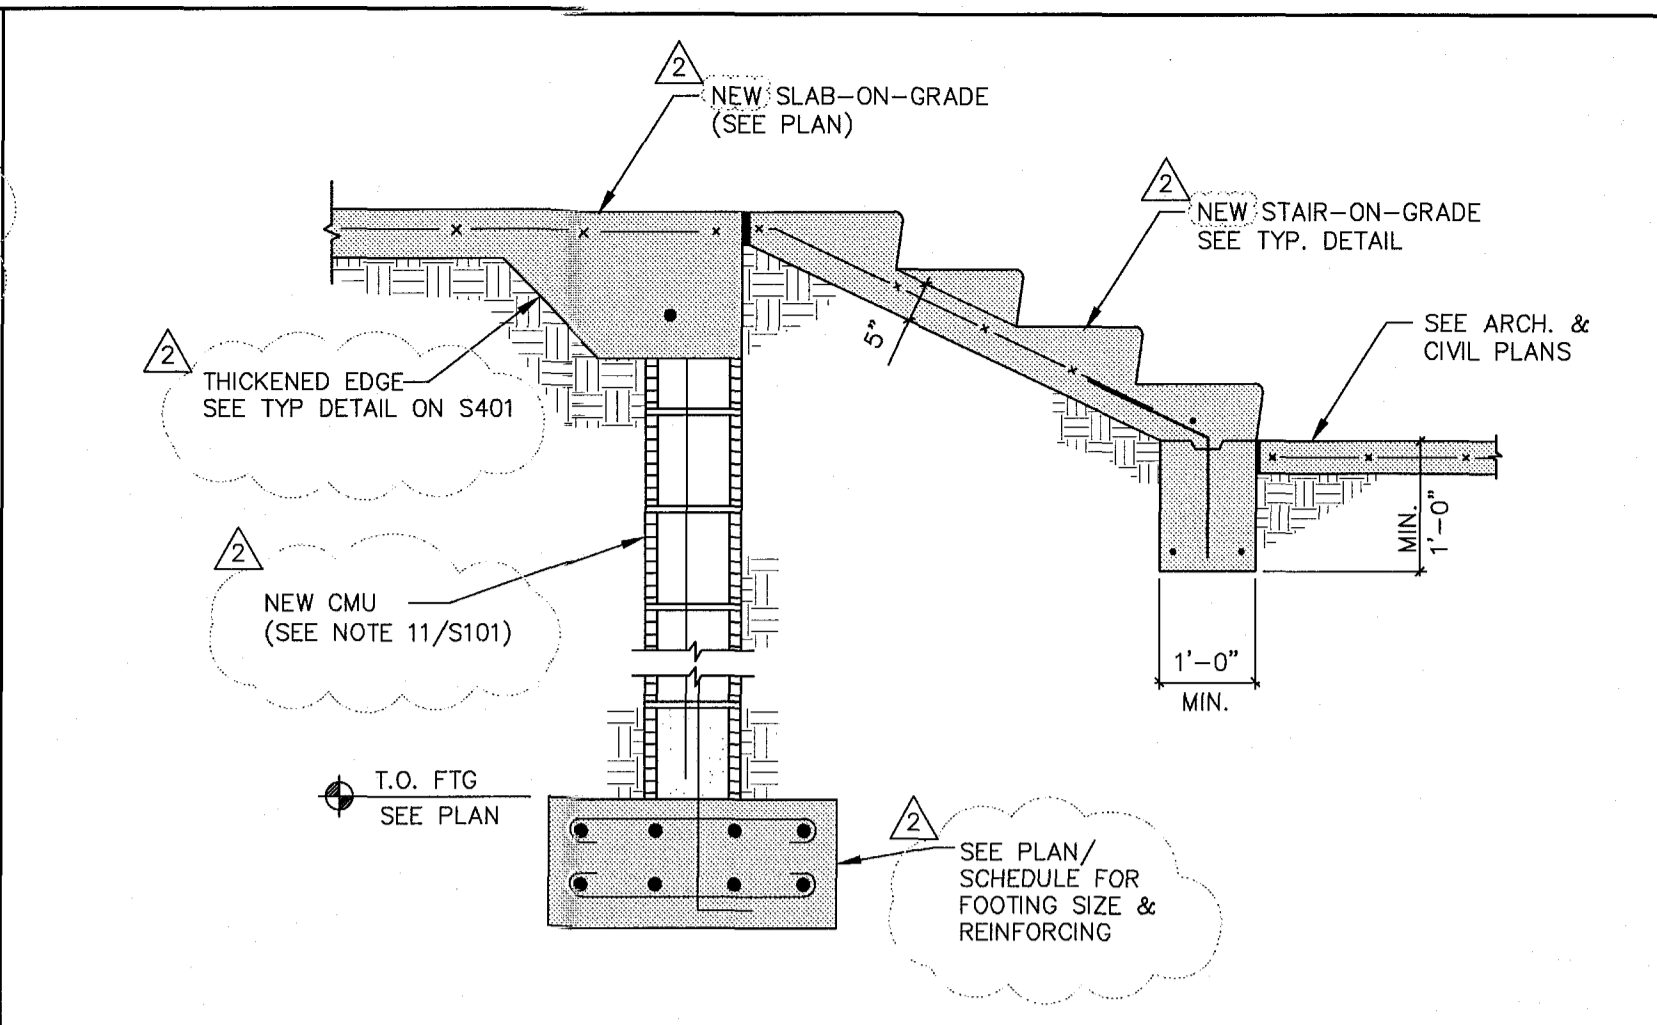 2
NEW SLAB-ON-GRADE
(SEE PLAN)
2
NEW STAIR-ON-GRADE
SEE TYP. DETAIL
SEE ARCH. &
CIVIL PLANS
5"
2
THICKENED EDGE
SEE TYP DETAIL ON S401
MIN.
1'-0"
2
NEW CMU
(SEE NOTE 11/S101)
1'-0"
MIN.
T.O. FTG
SEE PLAN
2
SEE PLAN/
SCHEDULE FOR
FOOTING SIZE &
REINFORCING